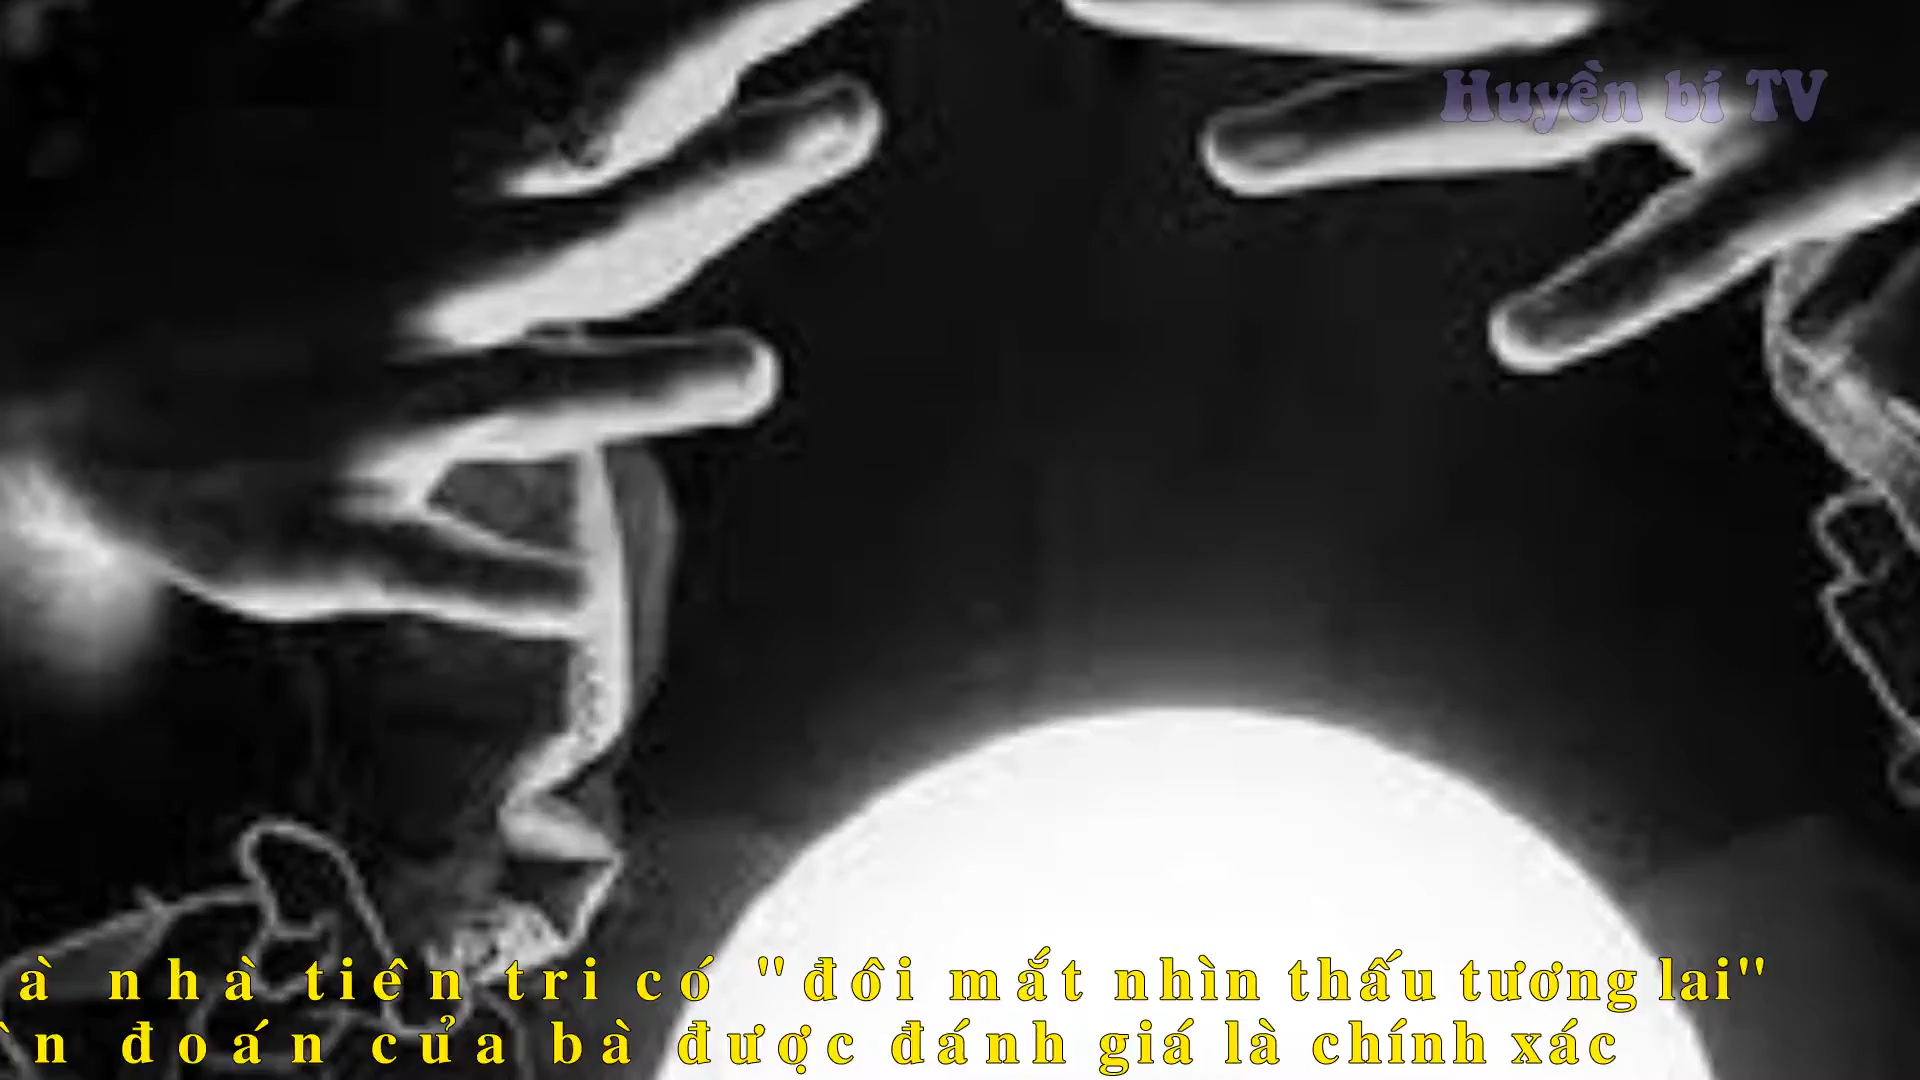 Huyền bí TV
à nhà tiên tri có "đôi mắt nhìn thấu tương lai"
n đoán của bà được đánh giá là chính xác